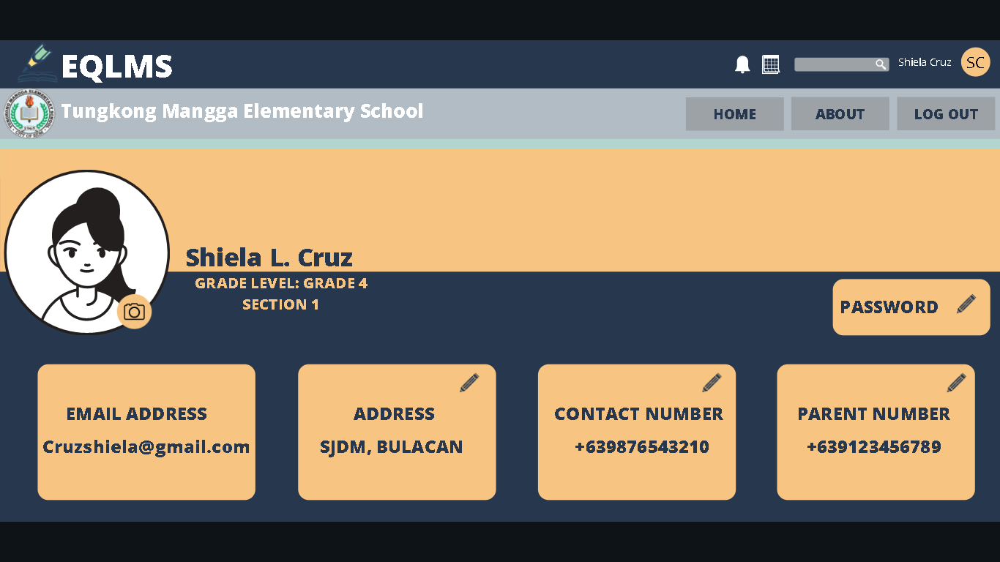 EQLMS
Shiela Cruz
SC
Tungkong Mangga Elementary School
HOME
ABOUT
LOG OUT
Shiela L. Cruz
GRADE LEVEL: GRADE 4
SECTION 1
PASSWORD
EMAIL ADDRESS
Cruzshiela@gmail.com
ADDRESS
SJDM, BULACAN
CONTACT NUMBER
+639876543210
PARENT NUMBER
+639123456789